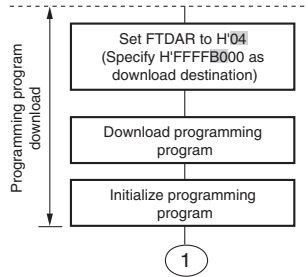 Programming program
download
Set FTDAR to H'04
(Specify H'FFFFB000 as
download destination)
Download programming
program
Initialize programming
program
1